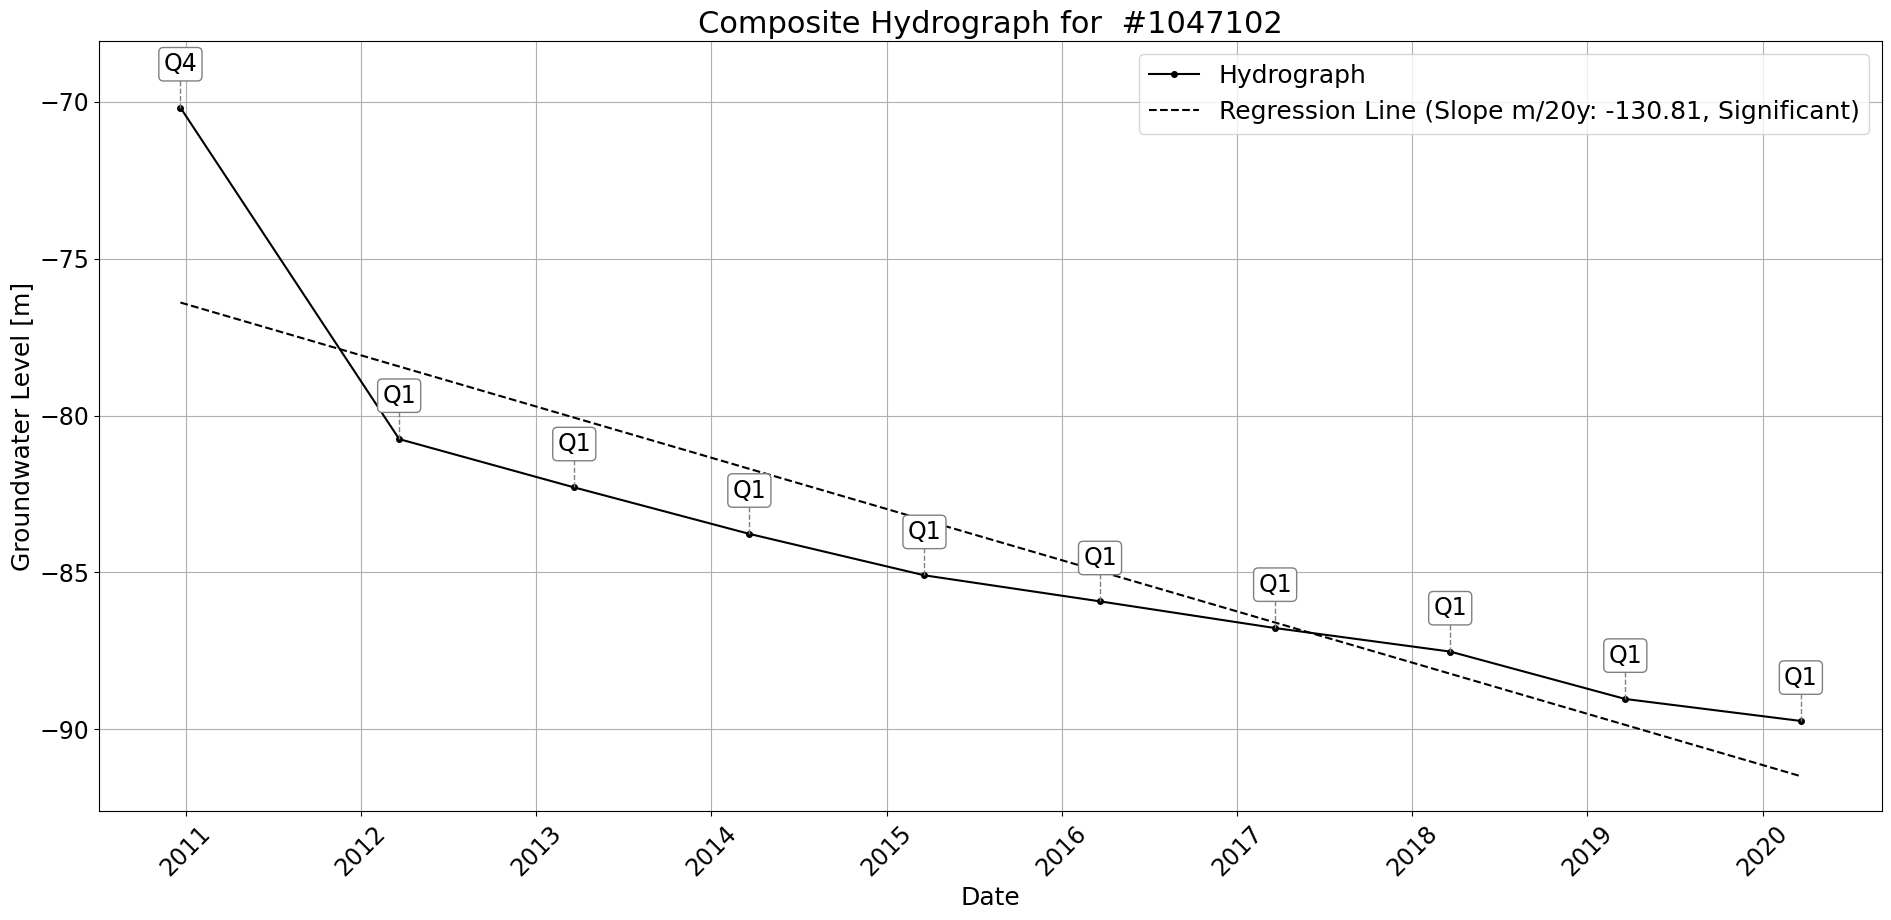 Composite Hydrograph for #1047102
Hydrograph
Regression Line (Slope m/20y: -130.81, Significant)
Q4
Q1
Q1
Q1
Q1
Q1
Q1
Q1
Q1
Q1
−70
−75
−80
−85
−90
Groundwater Level [m]
2011
2012
2013
2014
2015
2016
2017
2018
2019
2020
Date